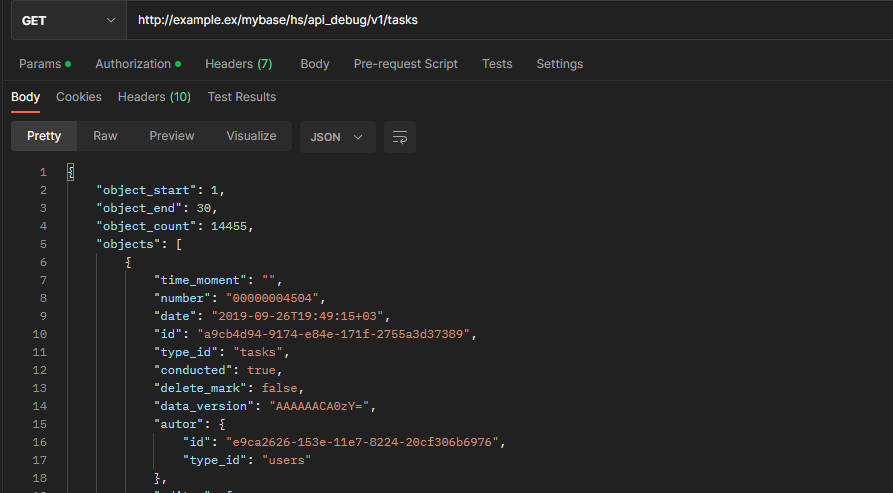 GET http://example.ex/mybase/hs/api_debug/v1/tasks
Params Authorization Headers (7) Body Pre-request Script Tests Settings
Body Cookies Headers (10) Test Results
Pretty Raw Preview Visualize JSON
1 {
2 "object_start": 1,
3 "object_end": 30,
4 "object_count": 14455,
5 "objects": [
6 {
7 "time_moment": "",
8 "number": "00000004504",
9 "date": "2019-09-26T19:49:15+03",
10 "id": "a9cb4d94-9174-e84e-171f-2755a3d37389",
11 "type_id": "tasks",
12 "conducted": true,
13 "delete_mark": false,
14 "data_version": "AAAAAACA0zY=",
15 "autor": {
16 "id": "e9ca2626-153e-11e7-8224-20cf306b6976",
17 "type_id": "users"
18 },